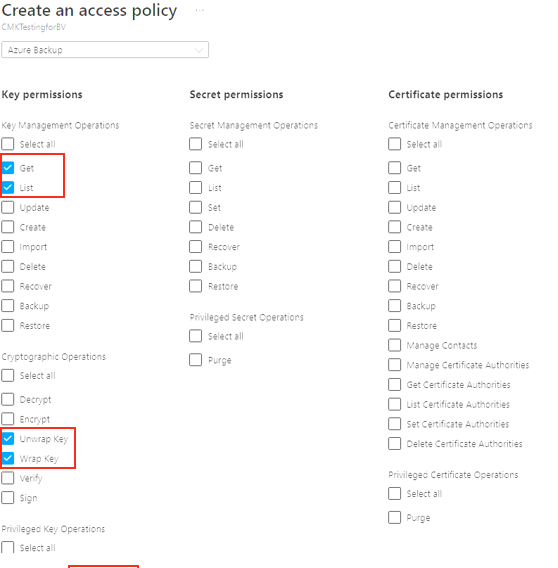 Create an access policy ...
CMKTestingforBV
Azure Backup
Key permissions
Key Management Operations
Select all
Get
List
Update
Create
Import
Delete
Recover
Backup
Restore
Cryptographic Operations
Select all
Decrypt
Encrypt
Unwrap Key
Wrap Key
Verify
Sign
Privileged Key Operations
Select all
Secret permissions
Secret Management Operations
Select all
Get
List
Set
Delete
Recover
Backup
Restore
Privileged Secret Operations
Select all
Purge
Certificate permissions
Certificate Management Operations
Select all
Get
List
Update
Create
Import
Delete
Recover
Backup
Restore
Manage Contacts
Manage Certificate Authorities
Get Certificate Authorities
List Certificate Authorities
Set Certificate Authorities
Delete Certificate Authorities
Privileged Certificate Operations
Select all
Purge